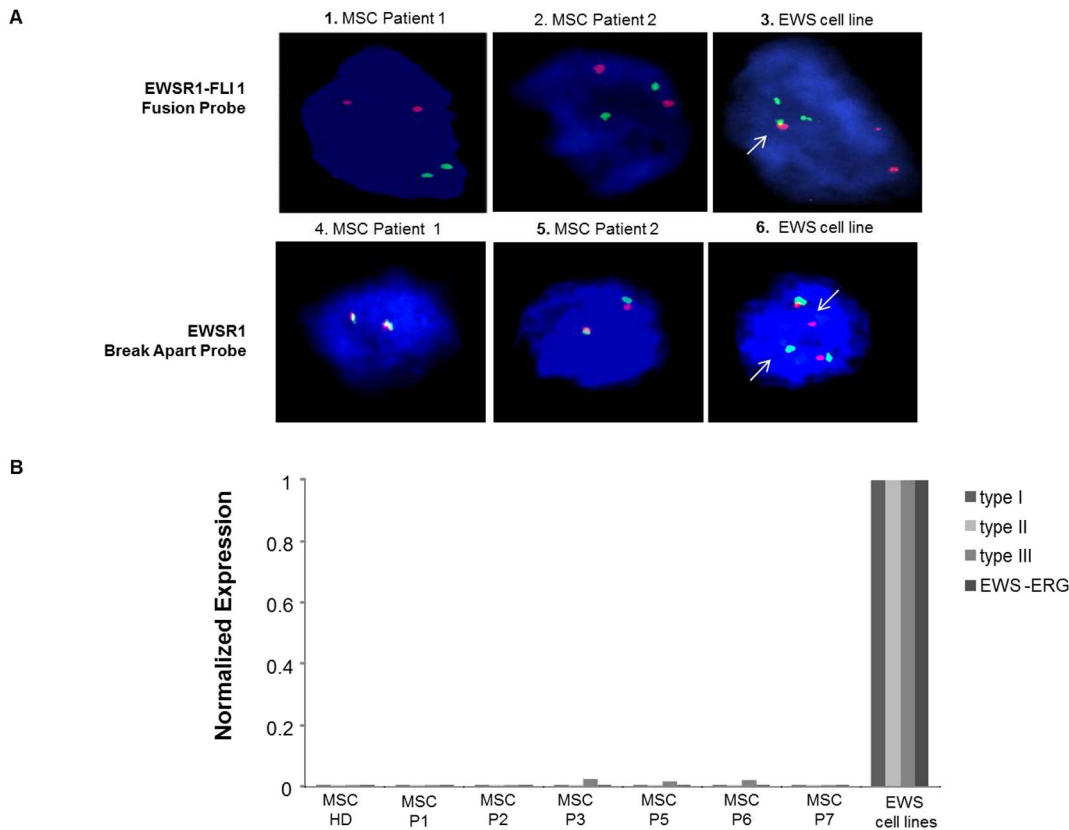 A
1. MSC Patient 1
2. MSC Patient 2
3. EWS cell line
EWSR1-FLI 1
Fusion Probe
4. MSC Patient 1
5. MSC Patient 2
6. EWS cell line
EWSR1
Break Apart Probe
B
Normalized Expression
1
0.8
0.6
0.4
0.2
0
MSC
HD
MSC
P1
MSC
P2
MSC
P3
MSC
P5
MSC
P6
MSC
P7
EWS
cell lines
type I
type II
type III
EWS -ERG